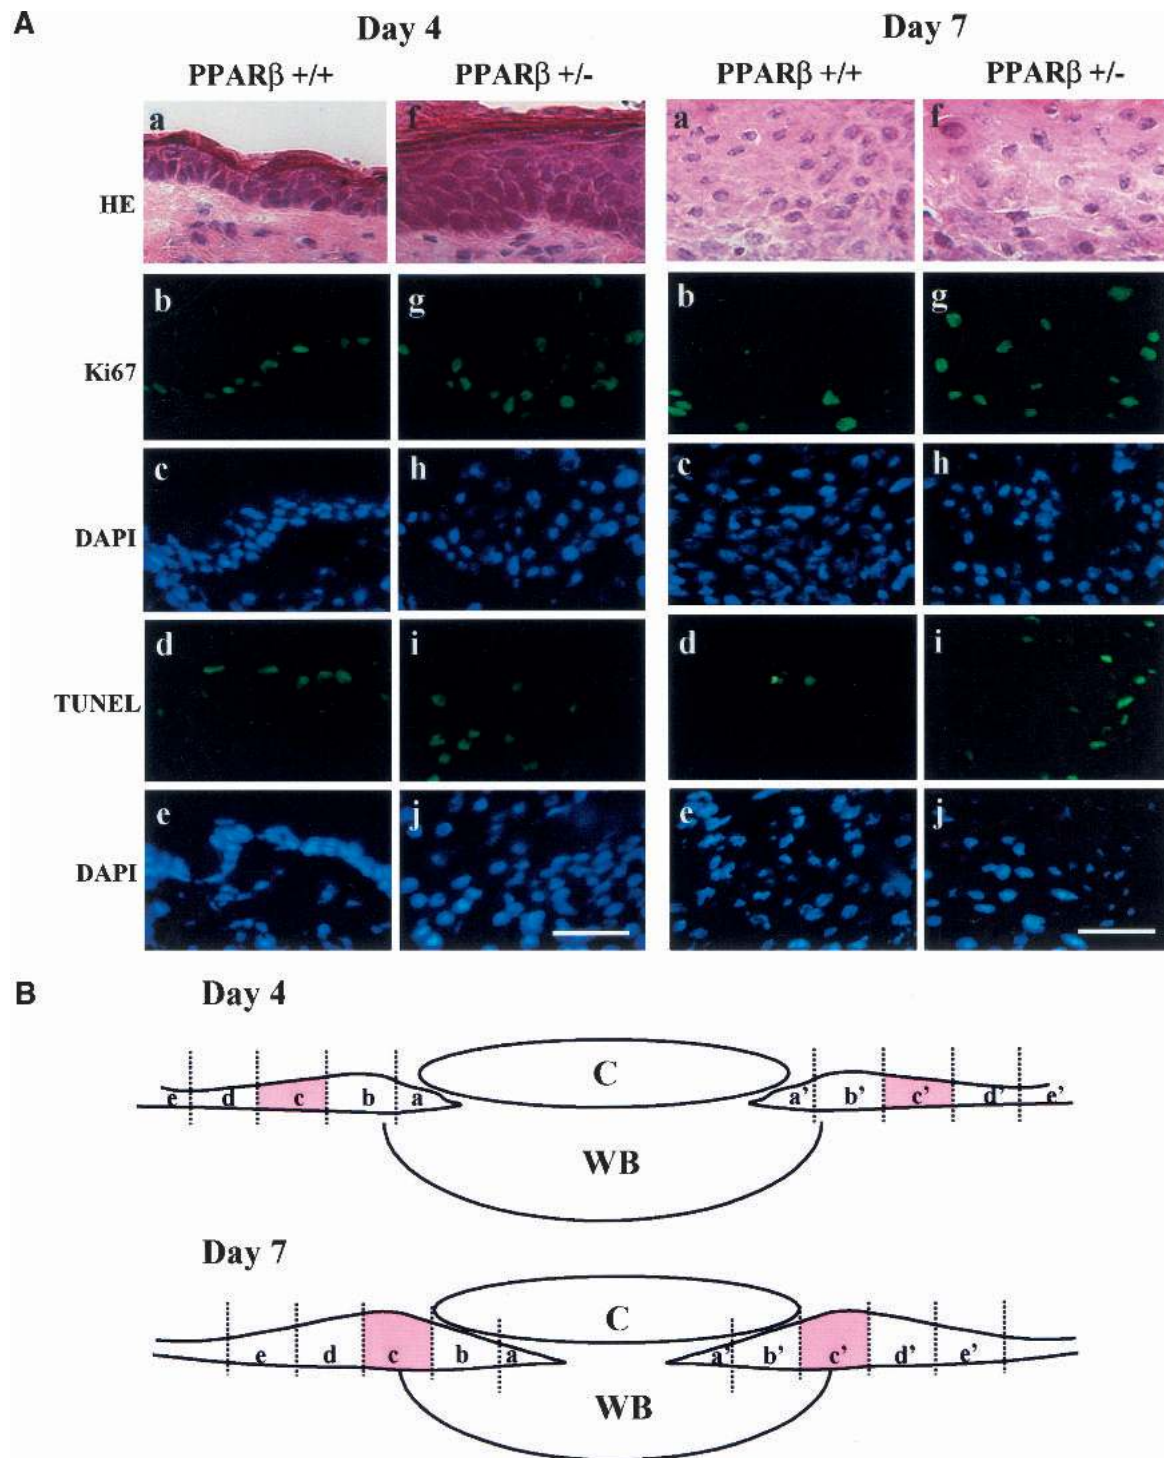 A
Day 4
Day 7
PPARβ +/+
PPARβ +/-
PPARβ +/+
PPARβ +/-
HE
a
f
a
f
Ki67
b
g
b
g
DAPI
c
h
c
h
TUNEL
d
i
d
i
DAPI
e
j
e
j
B
Day 4
C
e
d
c
b
a
a'
b'
c'
d'
e'
WB
Day 7
C
e
d
c
b
a
a'
b'
c'
d'
e'
WB